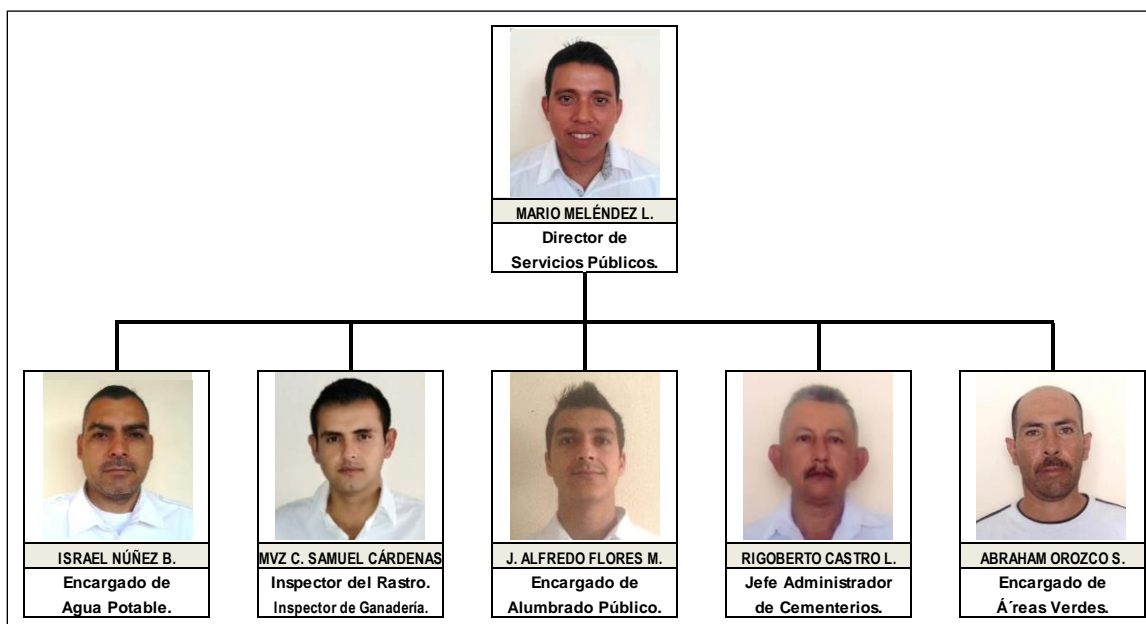 MARIO MELÉNDEZ L.
Director de
Servicios Públicos.
ISRAEL NÚÑEZ B.
Encargado de
Agua Potable.
MVZ C. SAMUEL CÁRDENAS
Inspector del Rastro.
Inspector de Ganadería.
J. ALFREDO FLORES M.
Encargado de
Alumbrado Público.
RIGOBERTO CASTRO L.
Jefe Administrador
de Cementerios.
ABRAHAM OROZCO S.
Encargado de
Á´reas Verdes.